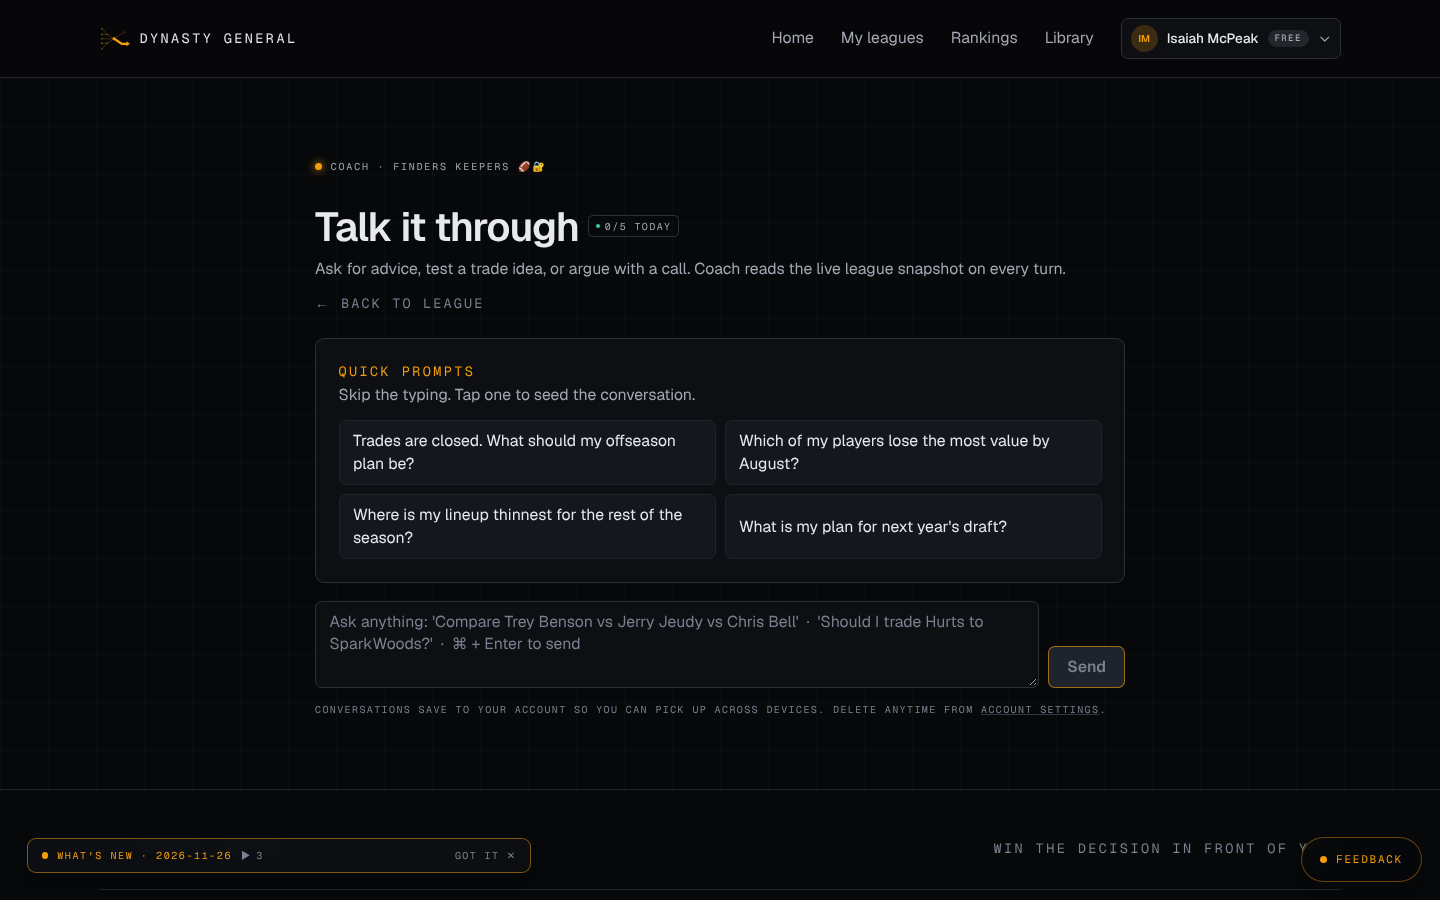 DYNASTY GENERAL
Home
My leagues
Rankings
Library
IM
Isaiah McPeak
FREE
COACH · FINDERS KEEPERS 🏈🔐
Talk it through
0/5 TODAY
Ask for advice, test a trade idea, or argue with a call. Coach reads the live league snapshot on every turn.
← BACK TO LEAGUE
QUICK PROMPTS
Skip the typing. Tap one to seed the conversation.
Trades are closed. What should my offseason
plan be?
Which of my players lose the most value by
August?
Where is my lineup thinnest for the rest of the
season?
What is my plan for next year's draft?
Ask anything: 'Compare Trey Benson vs Jerry Jeudy vs Chris Bell' · 'Should I trade Hurts to
SparkWoods?' · ⌘ + Enter to send
Send
CONVERSATIONS SAVE TO YOUR ACCOUNT SO YOU CAN PICK UP ACROSS DEVICES. DELETE ANYTIME FROM ACCOUNT SETTINGS.
WIN THE DECISION IN FRONT OF
WHAT'S NEW · 2026-11-26 ▶ 3
GOT IT ×
FEEDBACK